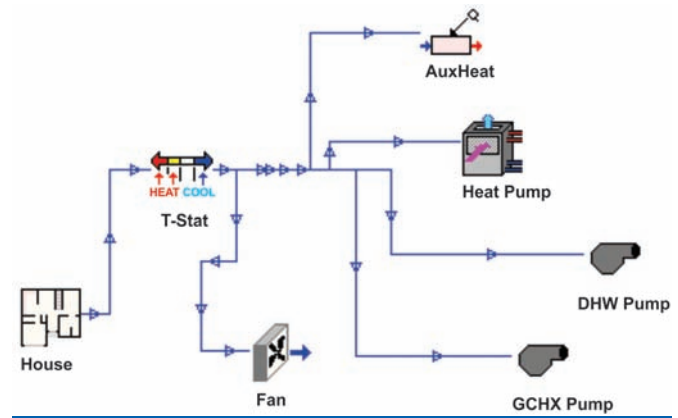 Q
AuxHeat
Heat Pump
HEAT COOL
T-Stat
DHW Pump
House
Fan
GCHX Pump